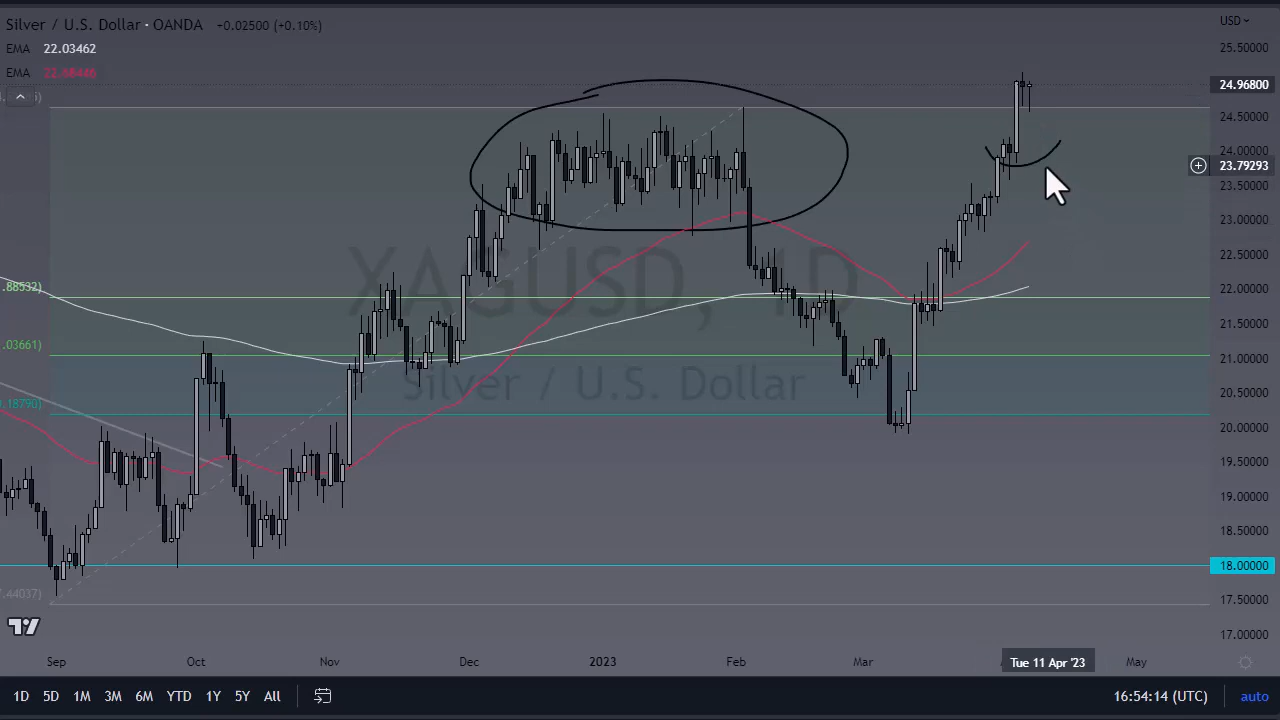 Silver / U.S. Dollar · OANDA −0.02500 (+0.10%)
USD
EMA 22.03462
25.50000
EMA 22.68446
24.96800
24.50000
24.00000
23.79293
23.50000
23.00000
XAGUSD, 1D
22.50000
.88532)
22.00000
21.50000
.03661)
21.00000
Silver / U.S. Dollar
20.50000
.18790)
20.00000
19.50000
19.00000
18.50000
18.00000
.44037)
17.50000
17.00000
Sep Oct Nov Dec 2023 Feb Mar Tue 11 Apr '23 May
1D 5D 1M 3M 6M YTD 1Y 5Y All 16:54:14 (UTC) auto